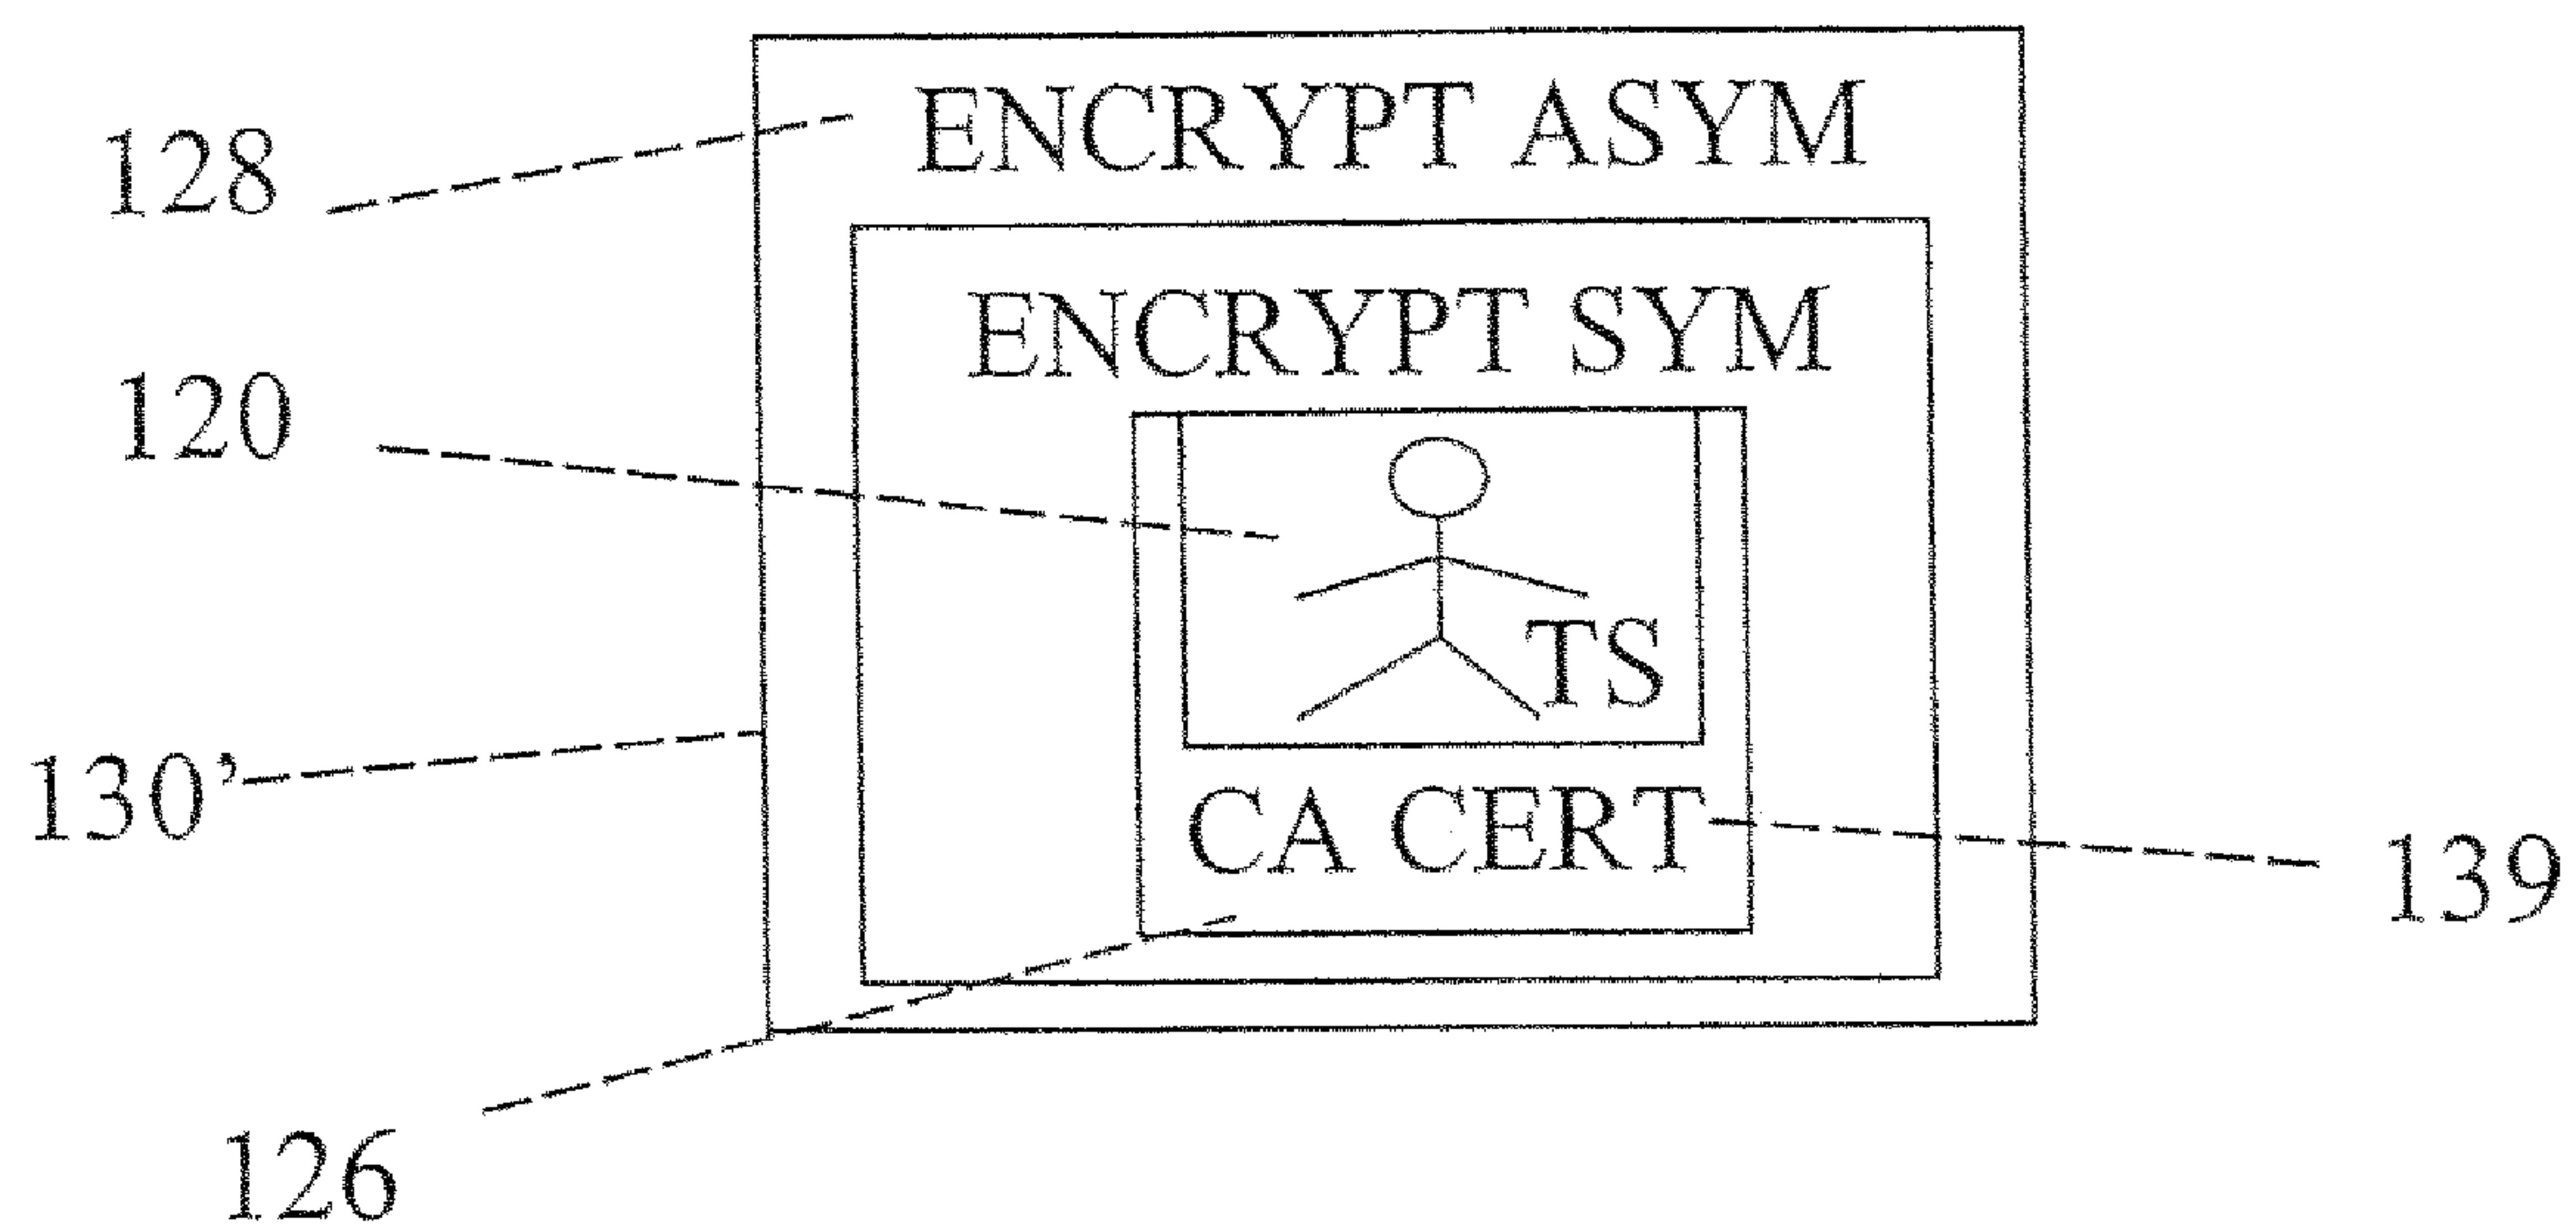 ENCRYPT ASYM
128
ENCRYPT SYM
120
TS
130’
CA CERT
139
126